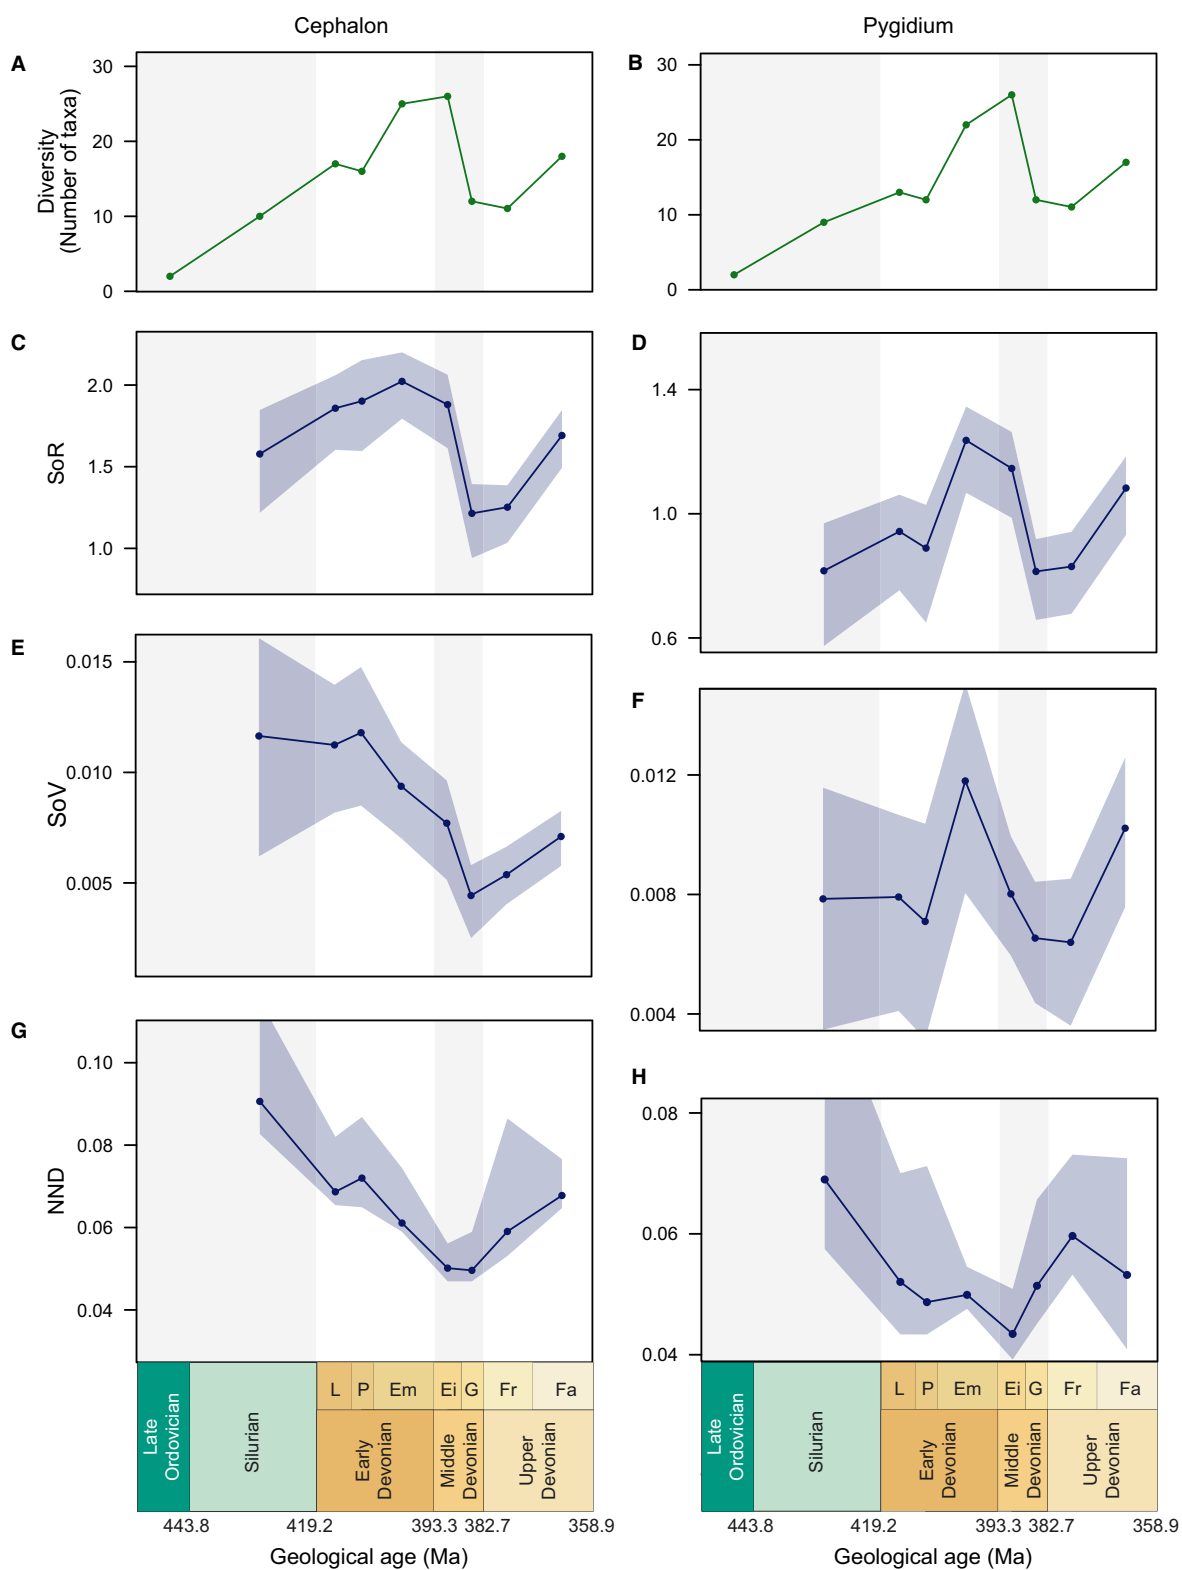 Cephalon
Pygidium
A
Diversity
(Number of taxa)
30
20
10
0
B
30
20
10
0
C
SoR
2.0
1.5
1.0
D
1.4
1.0
0.6
E
SoV
0.015
0.010
0.005
F
0.012
0.008
0.004
G
NND
0.10
0.08
0.06
0.04
H
0.08
0.06
0.04
L P Em Ei G Fr Fa
Late
Ordovician
Silurian
Early
Devonian
Middle
Devonian
Upper
Devonian
443.8 419.2 393.3 382.7 358.9
Geological age (Ma)
L P Em Ei G Fr Fa
Late
Ordovician
Silurian
Early
Devonian
Middle
Devonian
Upper
Devonian
443.8 419.2 393.3 382.7 358.9
Geological age (Ma)